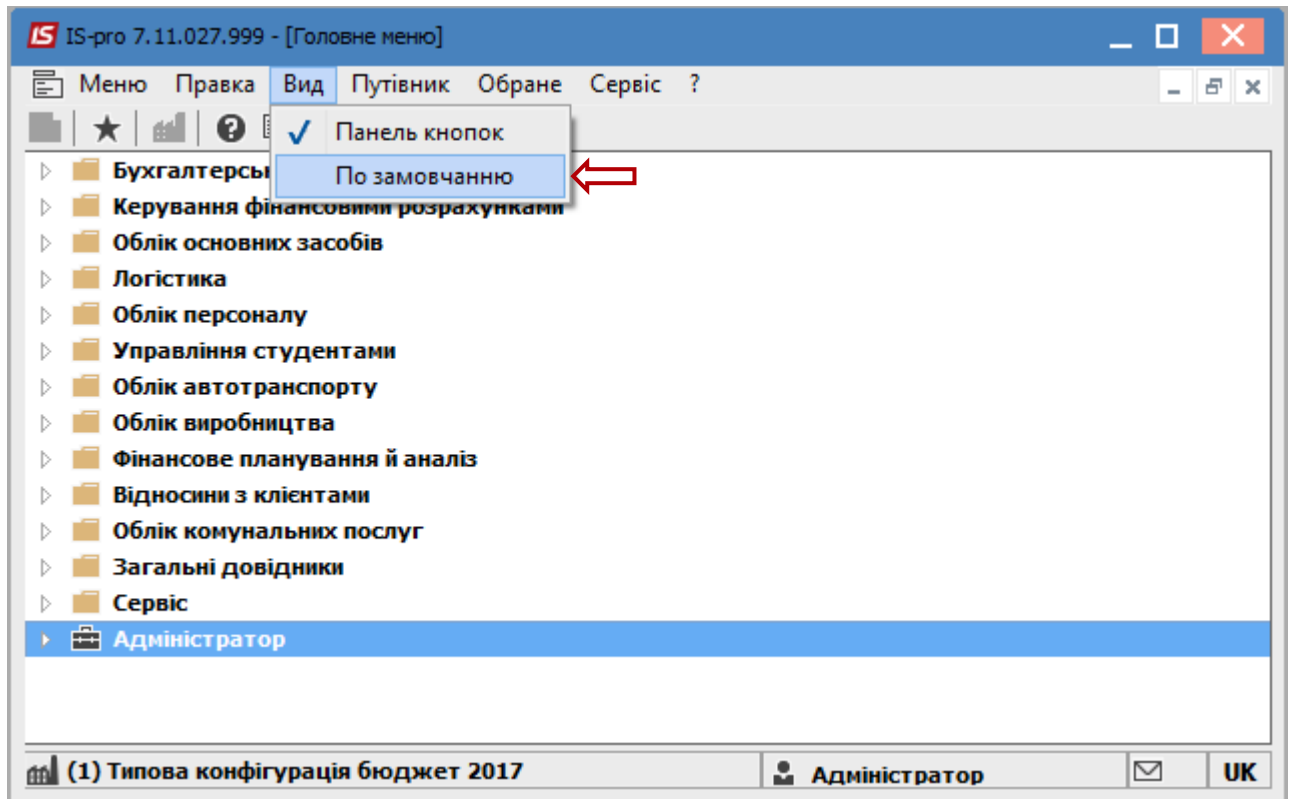 IS IS-pro 7.11.027.999 - [Головне меню]
Меню Правка Вид Путівник Обране Сервіс ?
Панель кнопок
По замовчанню
Керування фінансовими розрахунками
Облік основних засобів
Логістика
Облік персоналу
Управління студентами
Облік автотранспорту
Облік виробництва
Фінансове планування й аналіз
Відносини з клієнтами
Облік комунальних послуг
Загальні довідники
Сервіс
Адміністратор
(1) Типова конфігурація бюджет 2017 Адміністратор UK